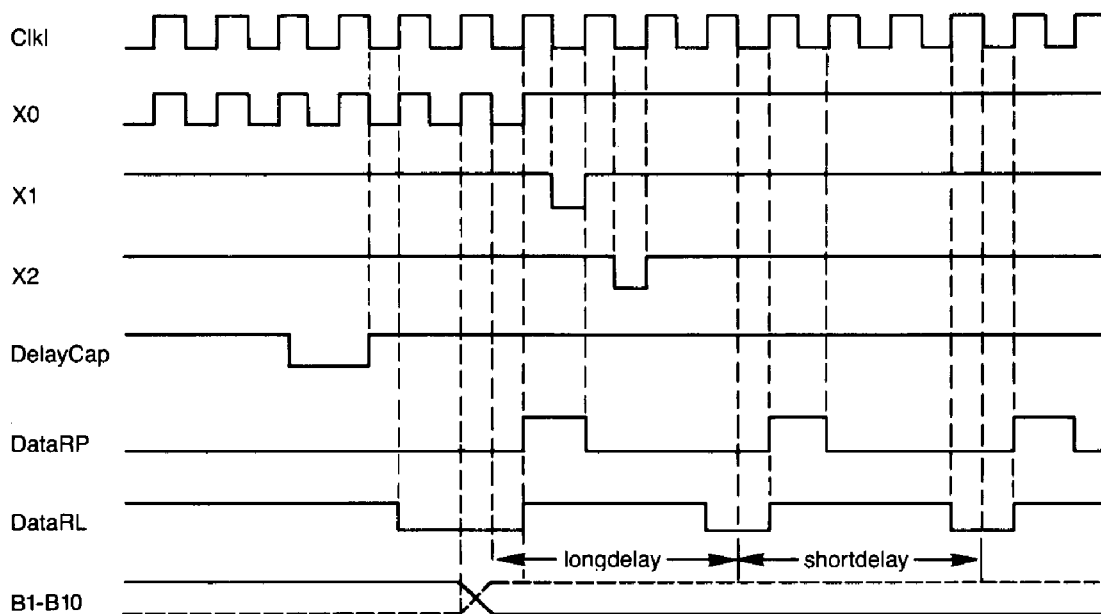 Clkl
X0
X1
X2
DelayCap
DataRP
DataRL
longdelay
shortdelay
B1-B10